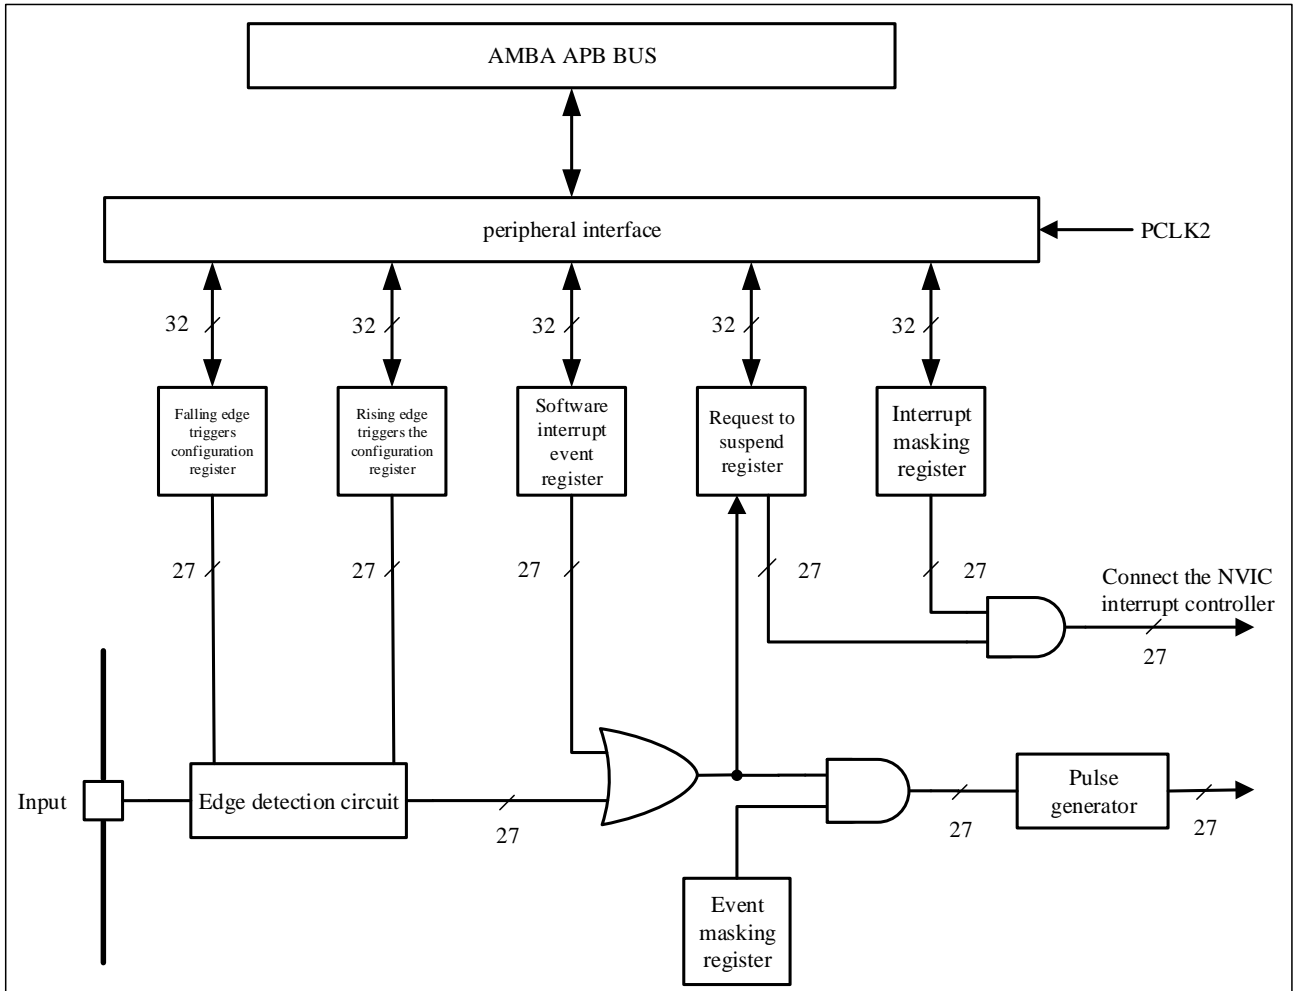 AMBA APB BUS
peripheral interface
PCLK2
32
32
32
32
32
Falling edge
triggers
configuration
register
Rising edge
triggers the
configuration
register
Software
interrupt
event
register
Request to
suspend
register
Interrupt
masking
register
27
27
27
27
27
Connect the NVIC
interrupt controller
27
Input
Edge detection circuit
27
Pulse
generator
27
27
Event
masking
register